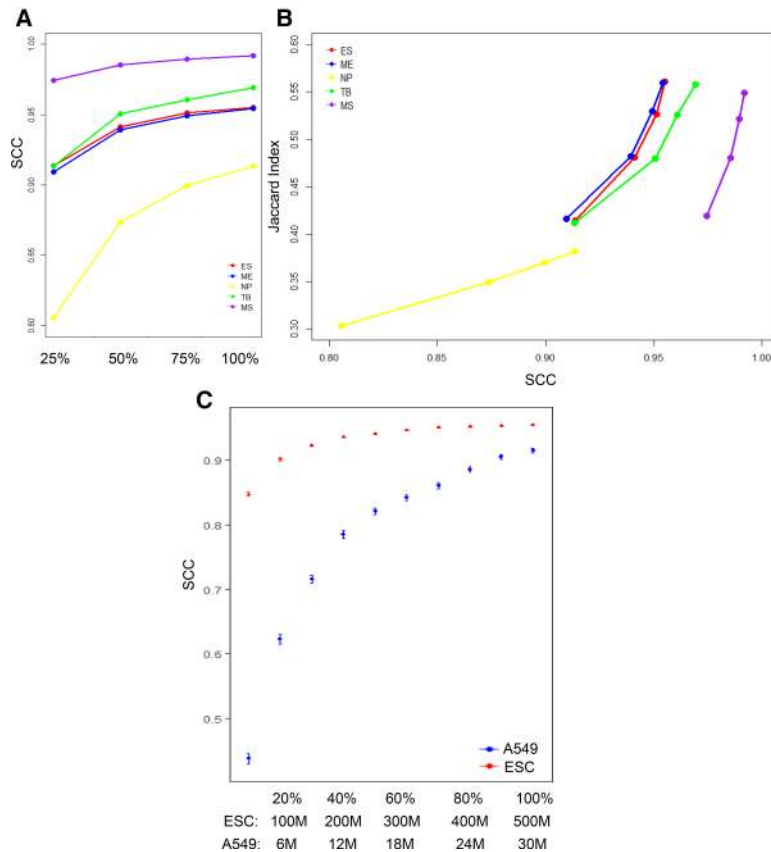 A
SCC
1.00
0.95
0.90
0.85
0.80
ES
ME
NP
TB
MS
25% 50% 75% 100%
B
Jaccard Index
0.60
0.55
0.50
0.45
0.40
0.35
0.30
ES
ME
NP
TB
MS
0.80 0.85 0.90 0.95 1.00
SCC
C
SCC
0.9
0.8
0.7
0.6
0.5
A549
ESC
20% 40% 60% 80% 100%
ESC: 100M 200M 300M 400M 500M
A549: 6M 12M 18M 24M 30M